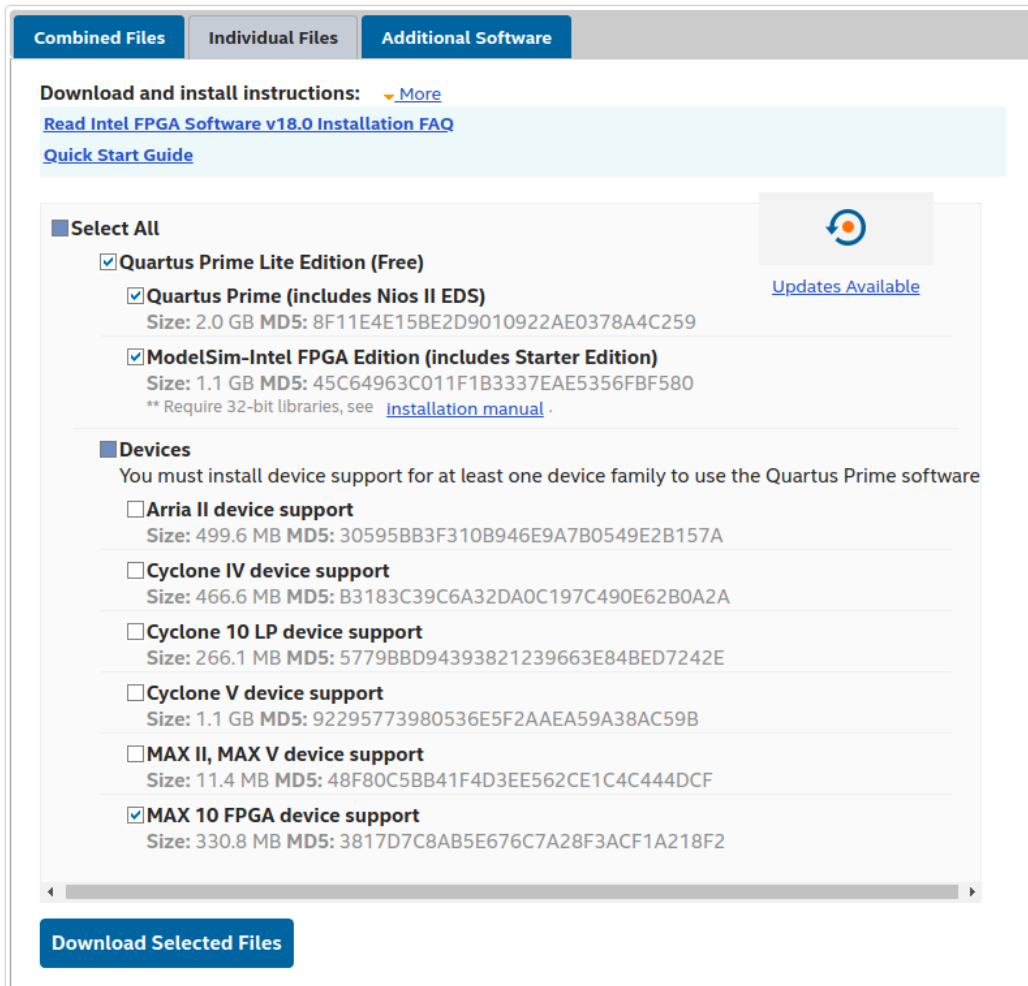 Combined Files
Individual Files
Additional Software
Download and install instructions: More
Read Intel FPGA Software v18.0 Installation FAQ
Quick Start Guide
Select All
Updates Available
Quartus Prime Lite Edition (Free)
Quartus Prime (includes Nios II EDS)
Size: 2.0 GB MD5: 8F11E4E15BE2D9010922AE0378A4C259
ModelSim-Intel FPGA Edition (includes Starter Edition)
Size: 1.1 GB MD5: 45C64963C011F1B3337EAE5356FBF580
** Require 32-bit libraries, see installation manual .
Devices
You must install device support for at least one device family to use the Quartus Prime software
Arria II device support
Size: 499.6 MB MD5: 30595BB3F310B946E9A7B0549E2B157A
Cyclone IV device support
Size: 466.6 MB MD5: B3183C39C6A32DA0C197C490E62B0A2A
Cyclone 10 LP device support
Size: 266.1 MB MD5: 5779BBD94393821239663E84BED7242E
Cyclone V device support
Size: 1.1 GB MD5: 92295773980536E5F2AAEA59A38AC59B
MAX II, MAX V device support
Size: 11.4 MB MD5: 48F80C5BB41F4D3EE562CE1C4C444DCF
MAX 10 FPGA device support
Size: 330.8 MB MD5: 3817D7C8AB5E676C7A28F3ACF1A218F2
Download Selected Files